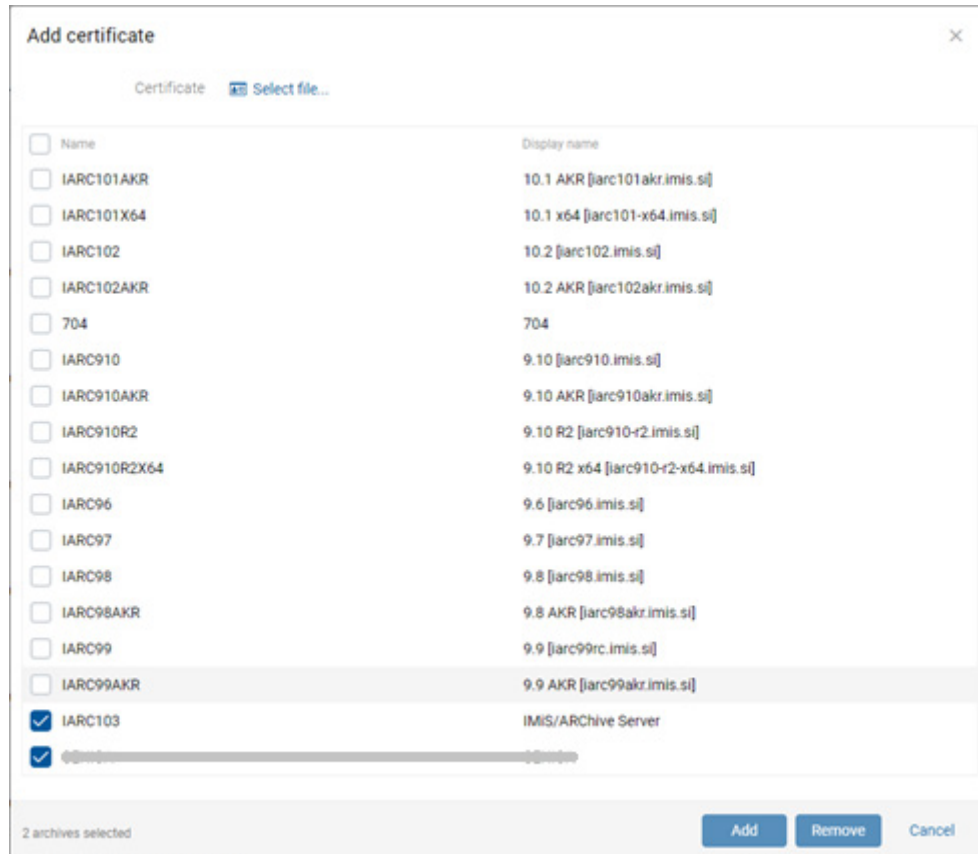 Add certificate
Certificate Select file...
Name Display name
IARC101AKR 10.1 AKR [iarc101akr.imis.si]
IARC101X64 10.1 x64 [iarc101-x64.imis.si]
IARC102 10.2 [iarc102.imis.si]
IARC102AKR 10.2 AKR [iarc102akr.imis.si]
704 704
IARC910 9.10 [iarc910.imis.si]
IARC910AKR 9.10 AKR [iarc910akr.imis.si]
IARC910R2 9.10 R2 [iarc910-r2.imis.si]
IARC910R2X64 9.10 R2 x64 [iarc910-r2-x64.imis.si]
IARC96 9.6 [iarc96.imis.si]
IARC97 9.7 [iarc97.imis.si]
IARC98 9.8 [iarc98.imis.si]
IARC98AKR 9.8 AKR [iarc98akr.imis.si]
IARC99 9.9 [iarc99rc.imis.si]
IARC99AKR 9.9 AKR [iarc99akr.imis.si]
IARC103 IMiS/ARChive Server
2 archives selected Add Remove Cancel